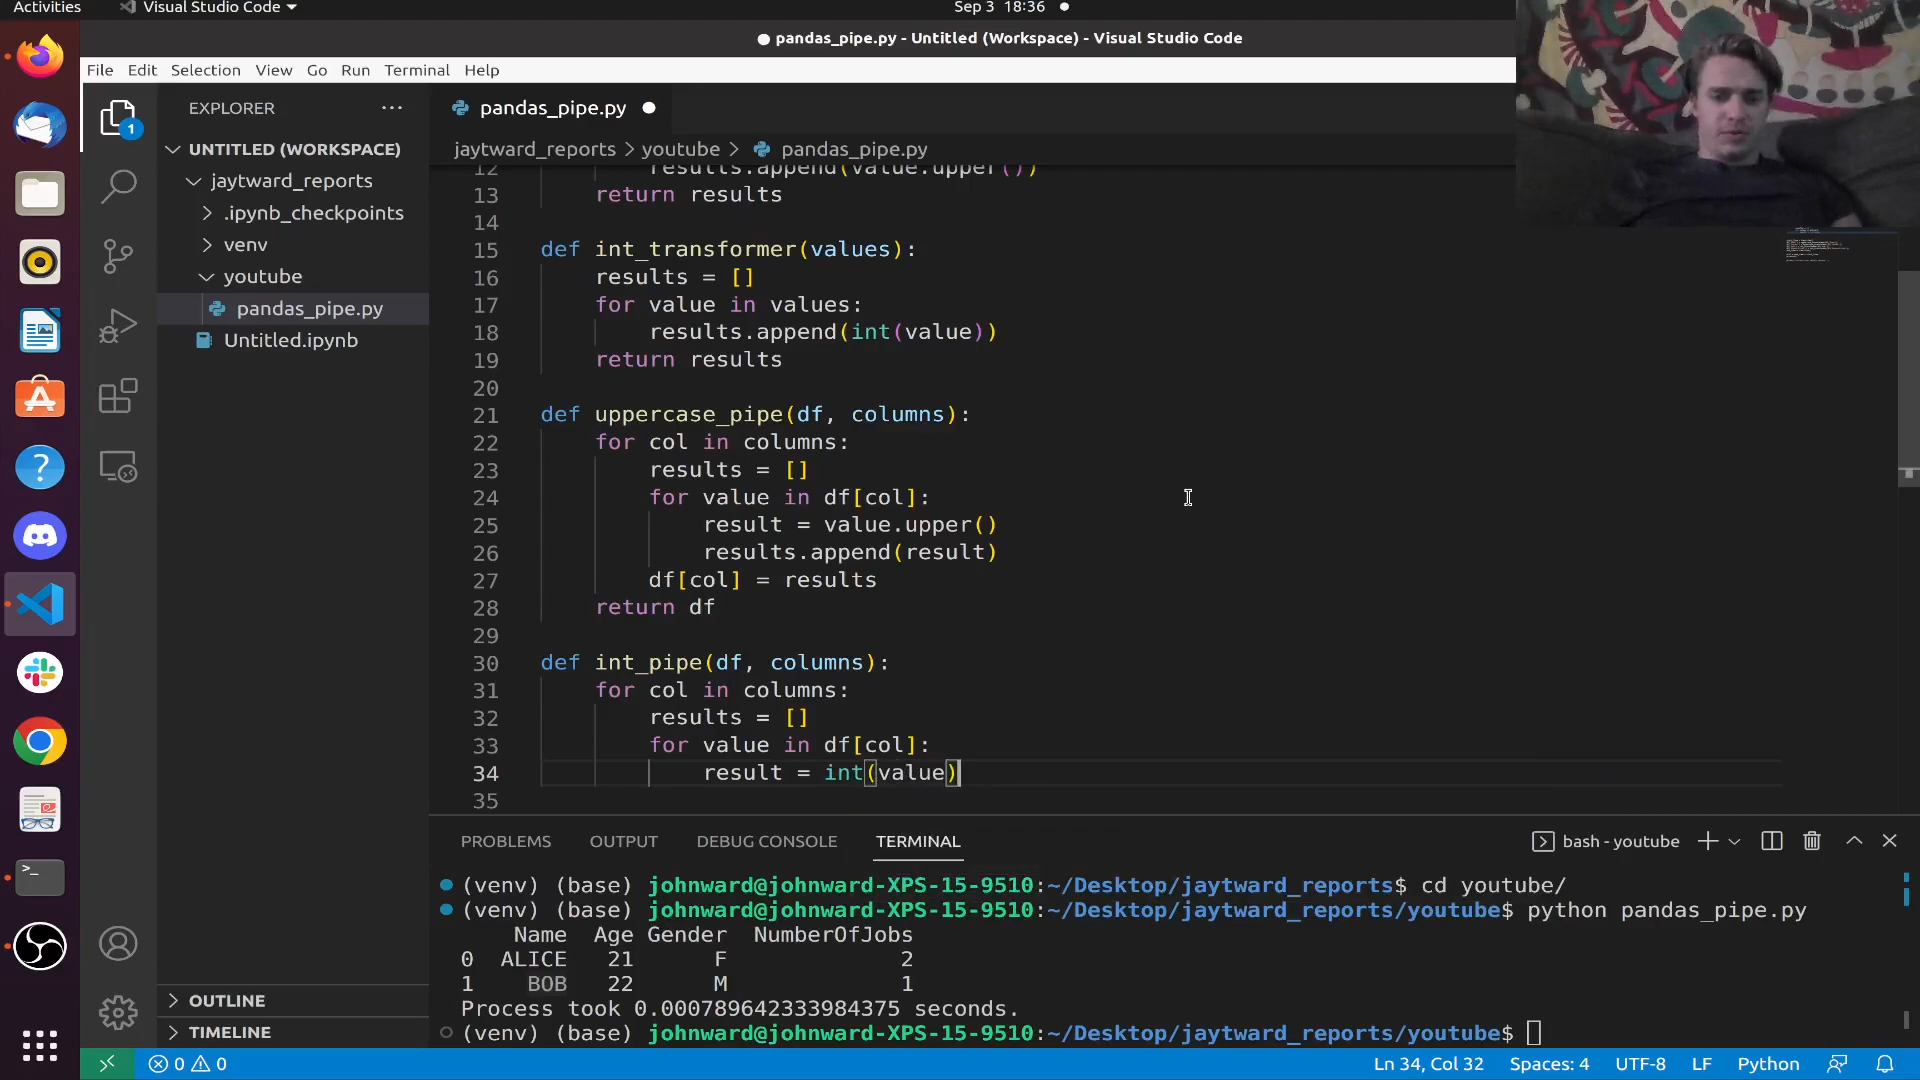 Activities
Visual Studio Code
Sep 3 18:36
pandas_pipe.py - Untitled (Workspace) - Visual Studio Code
File Edit Selection View Go Run Terminal Help
EXPLORER
1
UNTITLED (WORKSPACE)
jaytward_reports
.ipynb_checkpoints
venv
youtube
pandas_pipe.py
Untitled.ipynb
OUTLINE
TIMELINE
pandas_pipe.py
jaytward_reports > youtube > pandas_pipe.py
12 results.append(value.upper())
13 return results
14
15 def int_transformer(values):
16 results = []
17 for value in values:
18 results.append(int(value))
19 return results
20
21 def uppercase_pipe(df, columns):
22 for col in columns:
23 results = []
24 for value in df[col]:
25 result = value.upper()
26 results.append(result)
27 df[col] = results
28 return df
29
30 def int_pipe(df, columns):
31 for col in columns:
32 results = []
33 for value in df[col]:
34 result = int(value)
35
PROBLEMS OUTPUT DEBUG CONSOLE TERMINAL
bash - youtube
(venv) (base) johnward@johnward-XPS-15-9510:~/Desktop/jaytward_reports$ cd youtube/
(venv) (base) johnward@johnward-XPS-15-9510:~/Desktop/jaytward_reports/youtube$ python pandas_pipe.py
Name Age Gender NumberOfJobs
0 ALICE 21 F 2
1 BOB 22 M 1
Process took 0.000789642333984375 seconds.
(venv) (base) johnward@johnward-XPS-15-9510:~/Desktop/jaytward_reports/youtube$
0 0
Ln 34, Col 32 Spaces: 4 UTF-8 LF Python